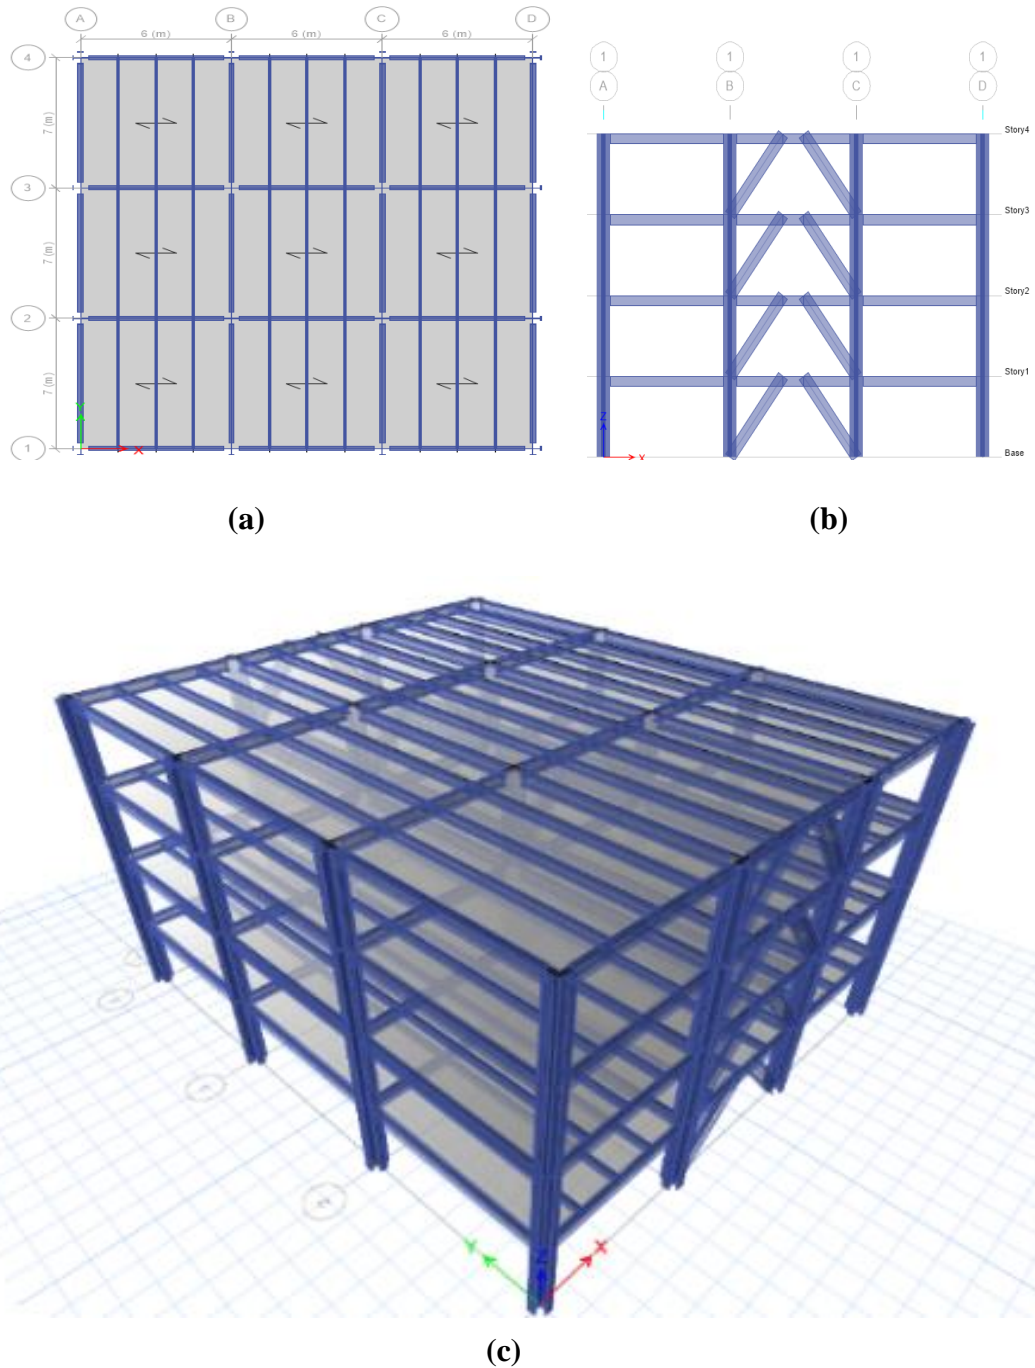 A B C D
6 (m) 6 (m) 6 (m)
4
7 (m)
3
7 (m)
2
7 (m)
1
Y
X
1 1 1 1
A B C D
Story4
Story3
Story2
Story1
Z
X
Base
(a) (b)
Y Z X
(c)